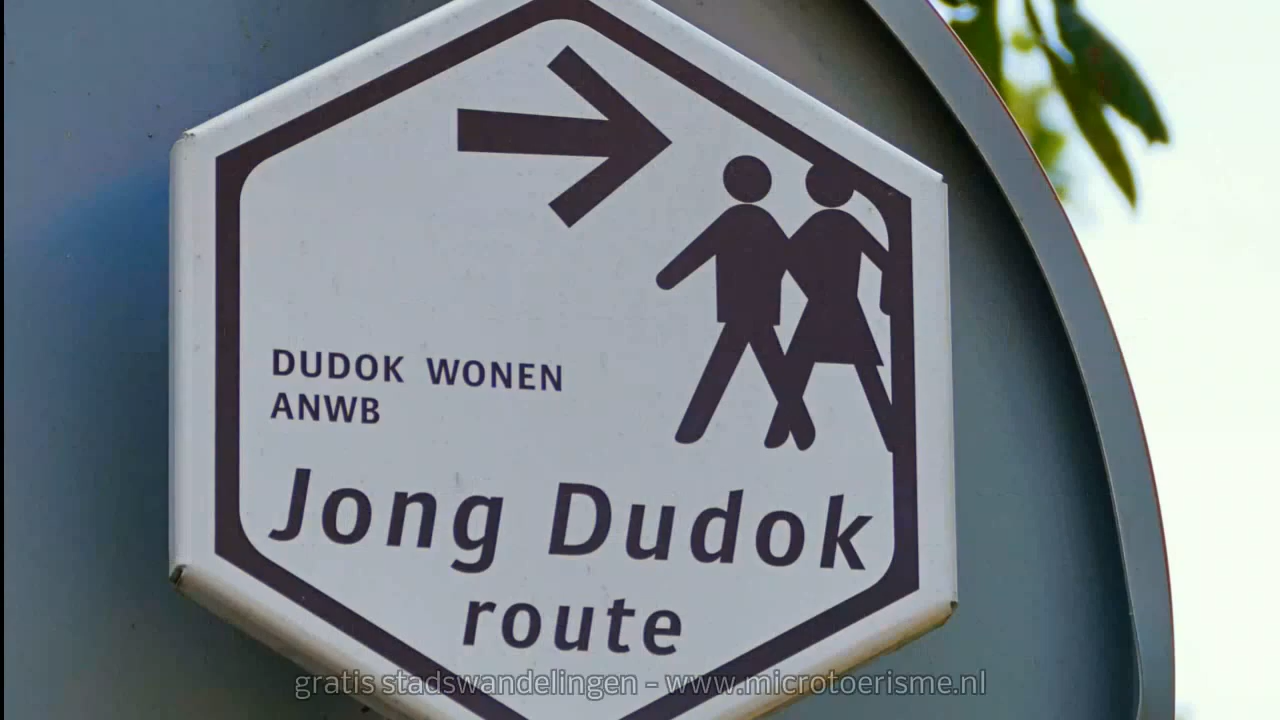 DUDOK WONEN
ANWB
Jong Dudok
route
gratis stadswandelingen - www.microtoerisme.nl